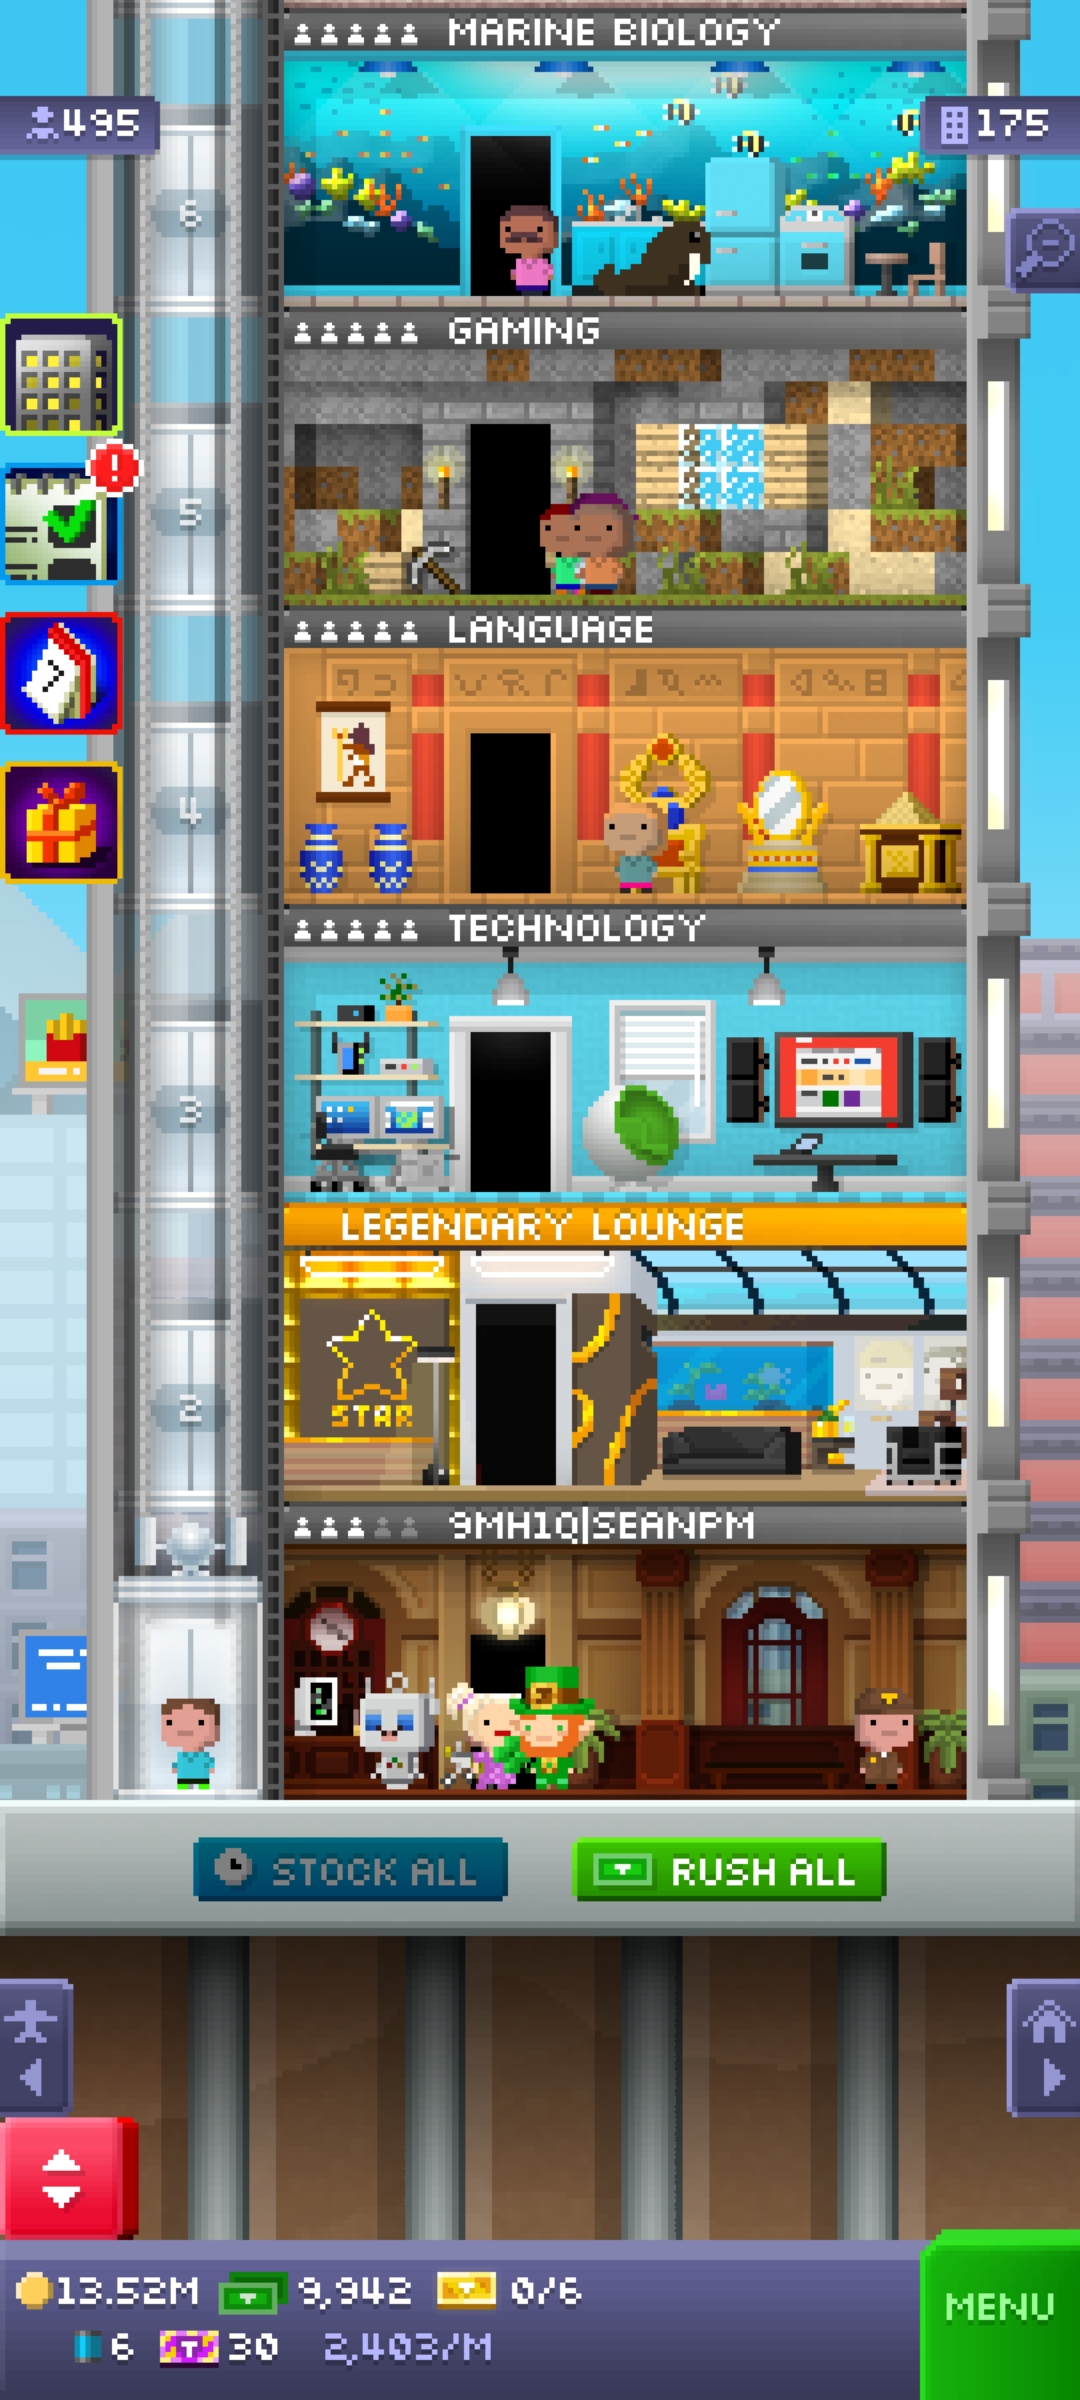 MARINE BIOLOGY
495
175
6
GAMING
5
LANGUAGE
4
TECHNOLOGY
3
LEGENDARY LOUNGE
STAR
2
9MH1Q|SEANPM
STOCK ALL
RUSH ALL
13.52M 9,942 0/6
6 30 2,403/M
MENU